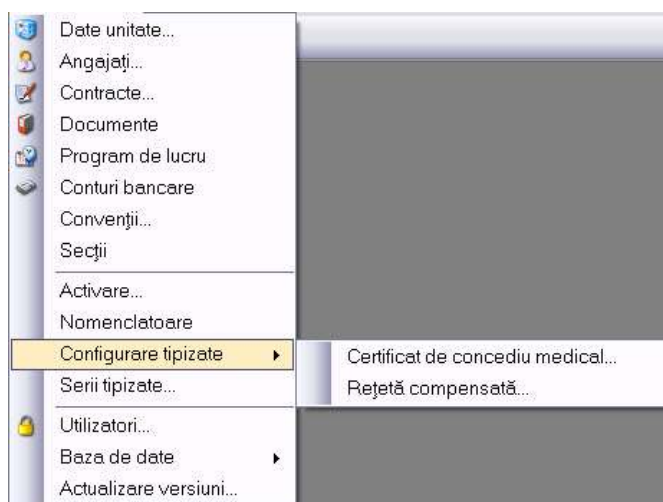 Date unitate...
Angajaţi...
Contracte...
Documente
Program de lucru
Conturi bancare
Convenţii...
Secţii
Activare...
Nomenclatoare
Configurare tipizate
Certificat de concediu medical...
Serii tipizate...
Reţetă compensată...
Utilizatori...
Baza de date
Actualizare versiuni...